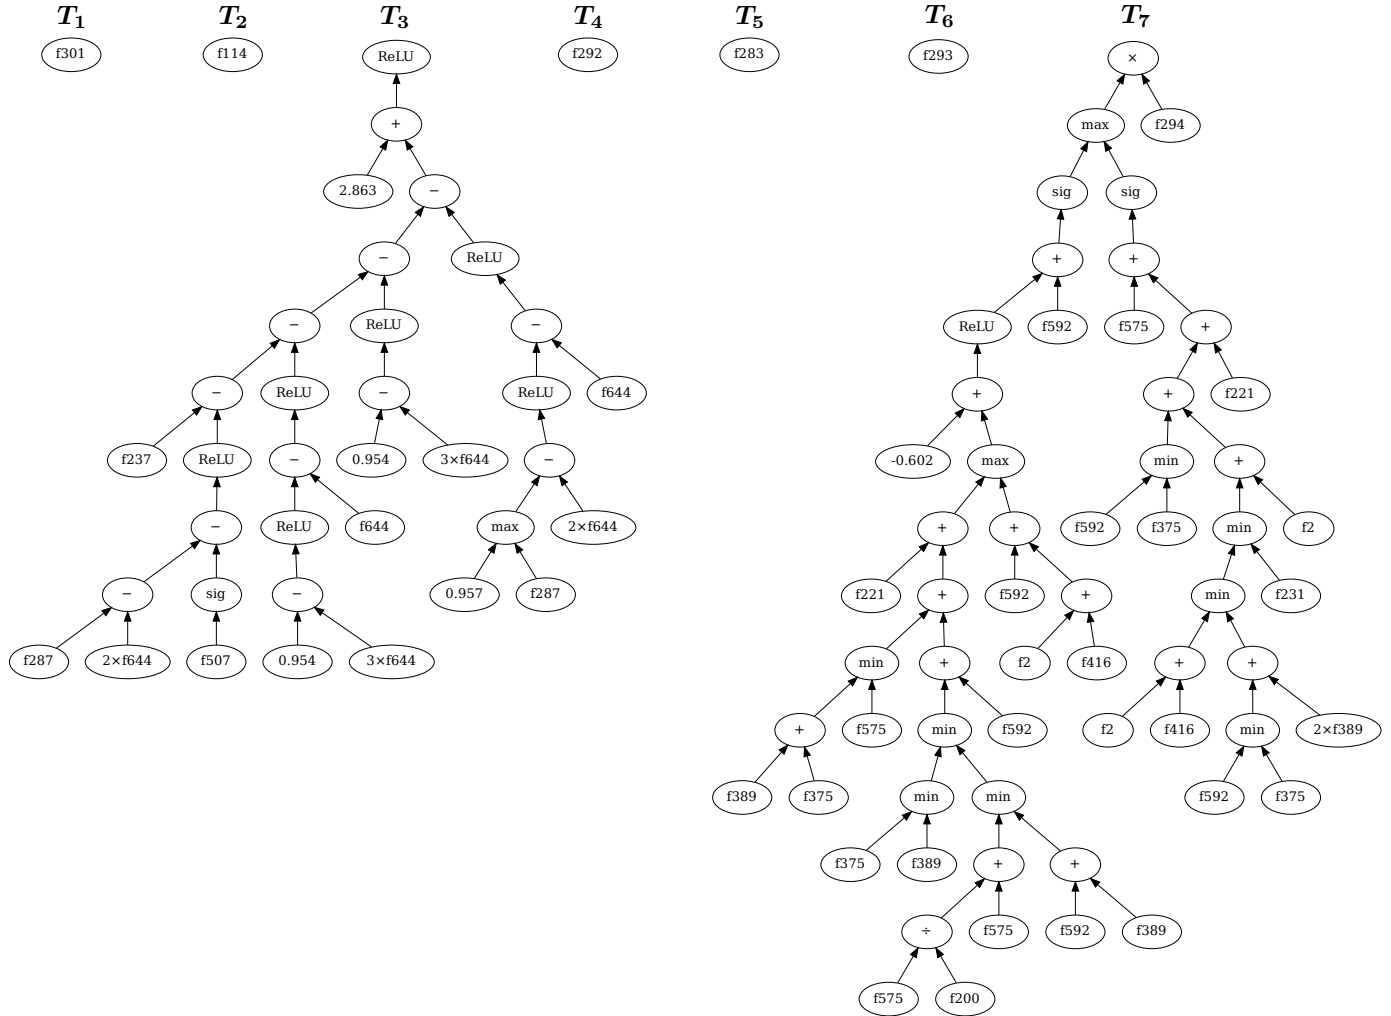 T1 T2 T3 T4 T5 T6 T7
f301 f114 ReLU f292 f283 f293 ×
+ max f294
2.863 − sig sig
− ReLU + +
− ReLU − ReLU f592 f575 +
− ReLU − ReLU f644 + + f221
f237 ReLU − 0.954 3×f644 − -0.602 max min +
− ReLU f644 max 2×f644 + + f592 f375 min f2
− sig − 0.957 f287 f221 + f592 + min f231
f287 2×f644 f507 0.954 3×f644 min + f2 f416 + +
+ f575 min f592 f2 f416 min 2×f389
f389 f375 min min f592 f375
f375 f389 + +
÷ f575 f592 f389
f575 f200